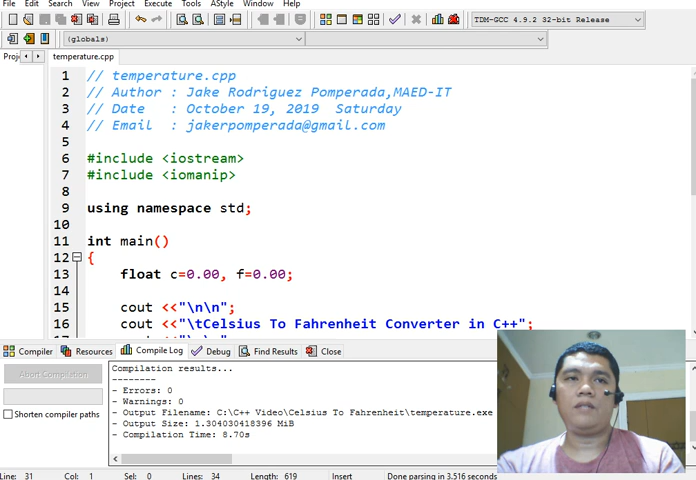 File Edit Search View Project Execute Tools AStyle Window Help
TDM-GCC 4.9.2 32-bit Release
(globals)
Proj
temperature.cpp
1 // temperature.cpp
2 // Author : Jake Rodriguez Pomperada,MAED-IT
3 // Date : October 19, 2019 Saturday
4 // Email : jakerpomperada@gmail.com
5
6 #include <iostream>
7 #include <iomanip>
8
9 using namespace std;
10
11 int main()
12 {
13 float c=0.00, f=0.00;
14
15 cout <<"\n\n";
16 cout <<"\tCelsius To Fahrenheit Converter in C++";
Compiler Resources Compile Log Debug Find Results Close
Abort Compilation
Shorten compiler paths
Compilation results...
--------
- Errors: 0
- Warnings: 0
- Output Filename: C:\C++ Video\Celsius To Fahrenheit\temperature.exe
- Output Size: 1.304030418396 MiB
- Compilation Time: 8.70s
Line: 31 Col: 1 Sel: 0 Lines: 34 Length: 619 Insert Done parsing in 3.516 seconds